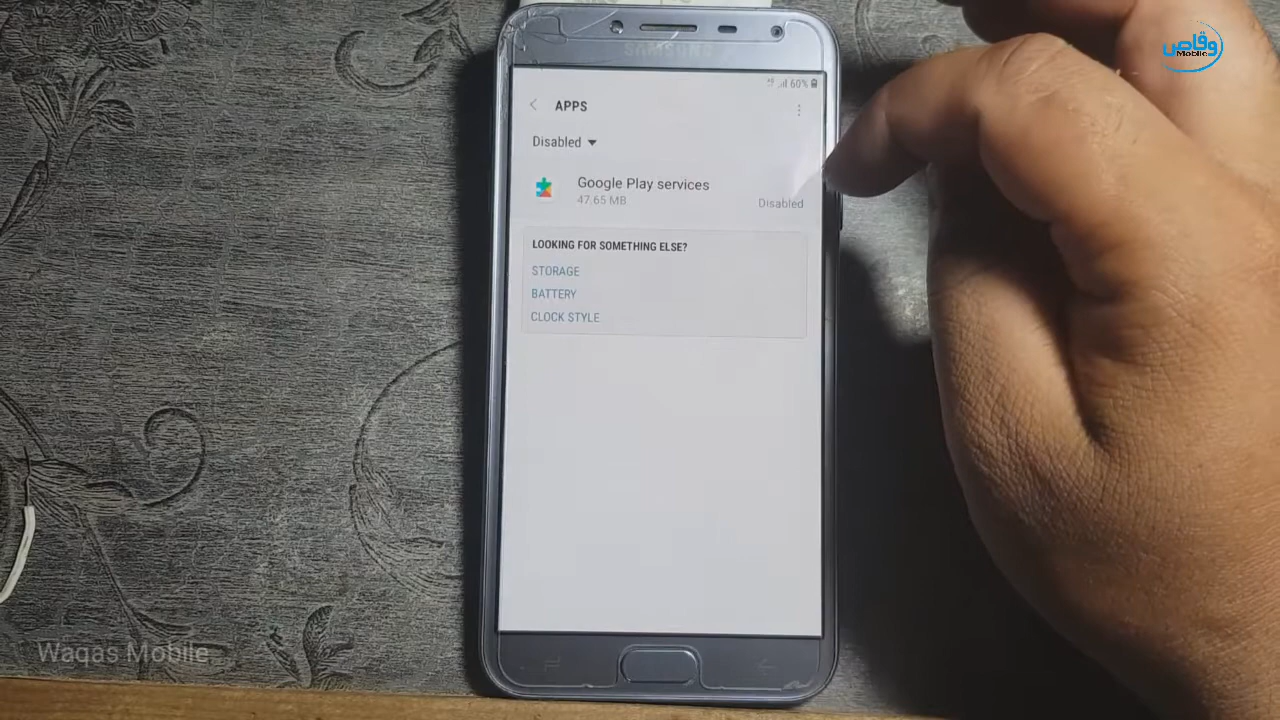 وقاص
Mobile
SAMSUNG
60%
APPS
Disabled
Google Play services
47.65 MB
Disabled
LOOKING FOR SOMETHING ELSE?
STORAGE
BATTERY
CLOCK STYLE
Waqas Mobile